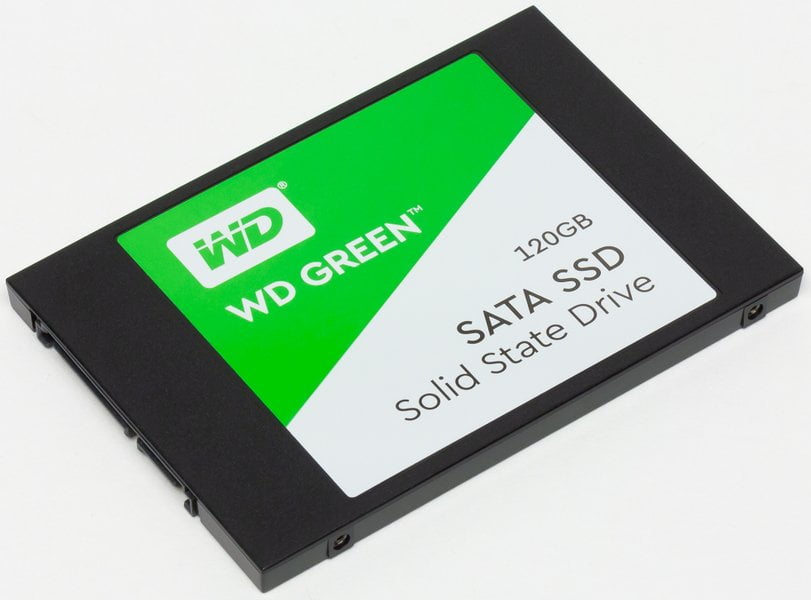 WD®
WD GREEN™
120GB
SATA SSD
Solid State Drive